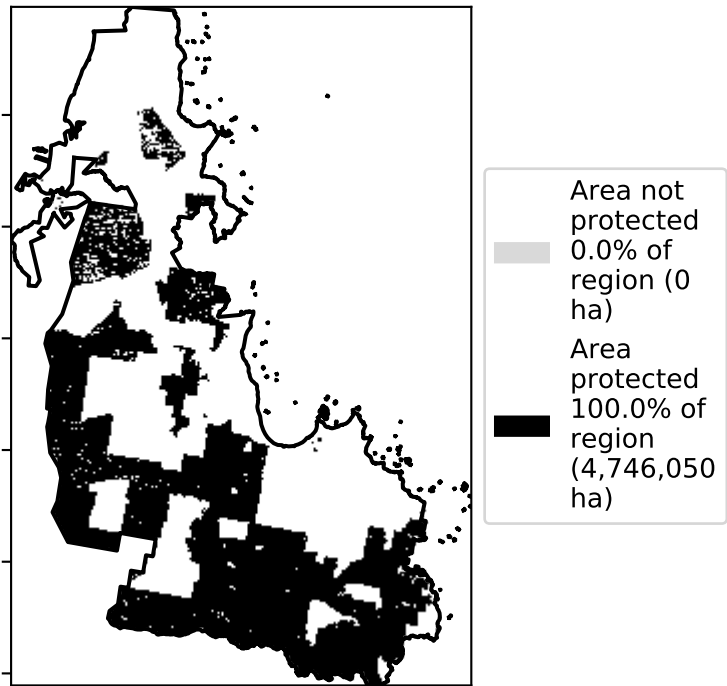 Area not
protected
0.0% of
region (0
ha)
Area
protected
100.0% of
region
(4,746,050
ha)